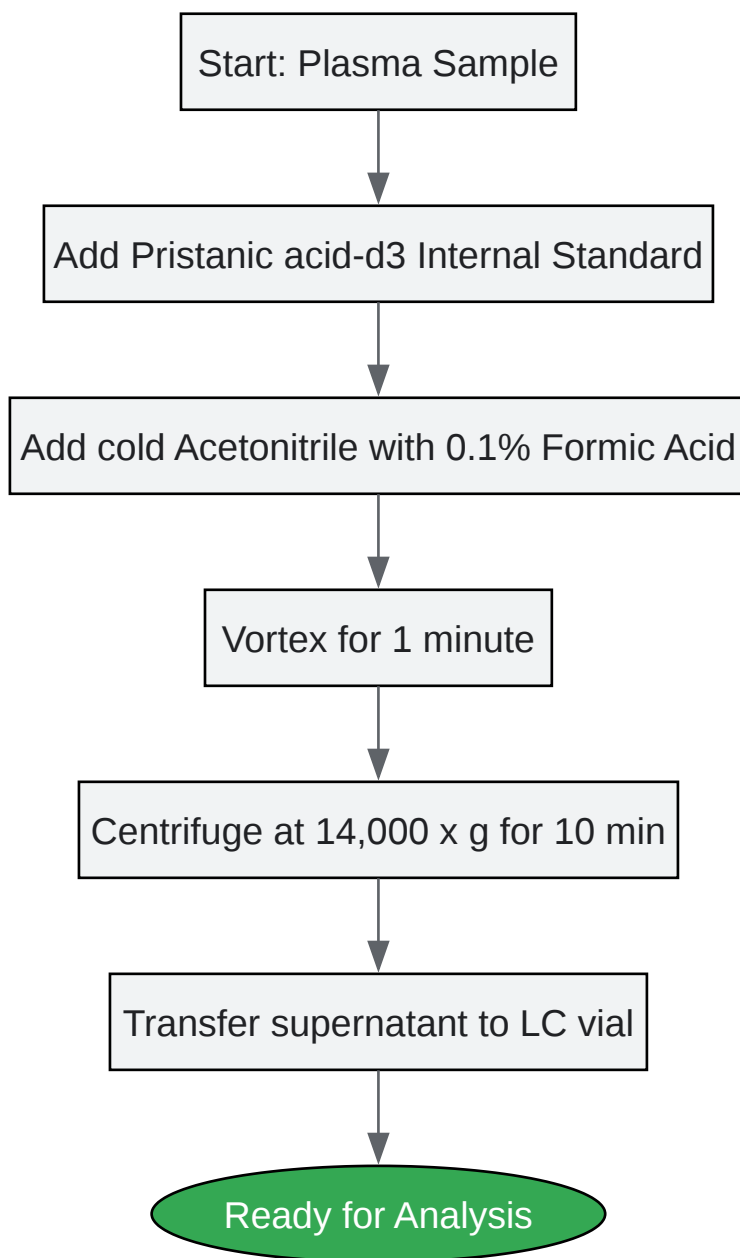 Start: Plasma Sample
Add Pristanic acid-d3 Internal Standard
Add cold Acetonitrile with 0.1% Formic Acid
Vortex for 1 minute
Centrifuge at 14,000 x g for 10 min
Transfer supernatant to LC vial
Ready for Analysis